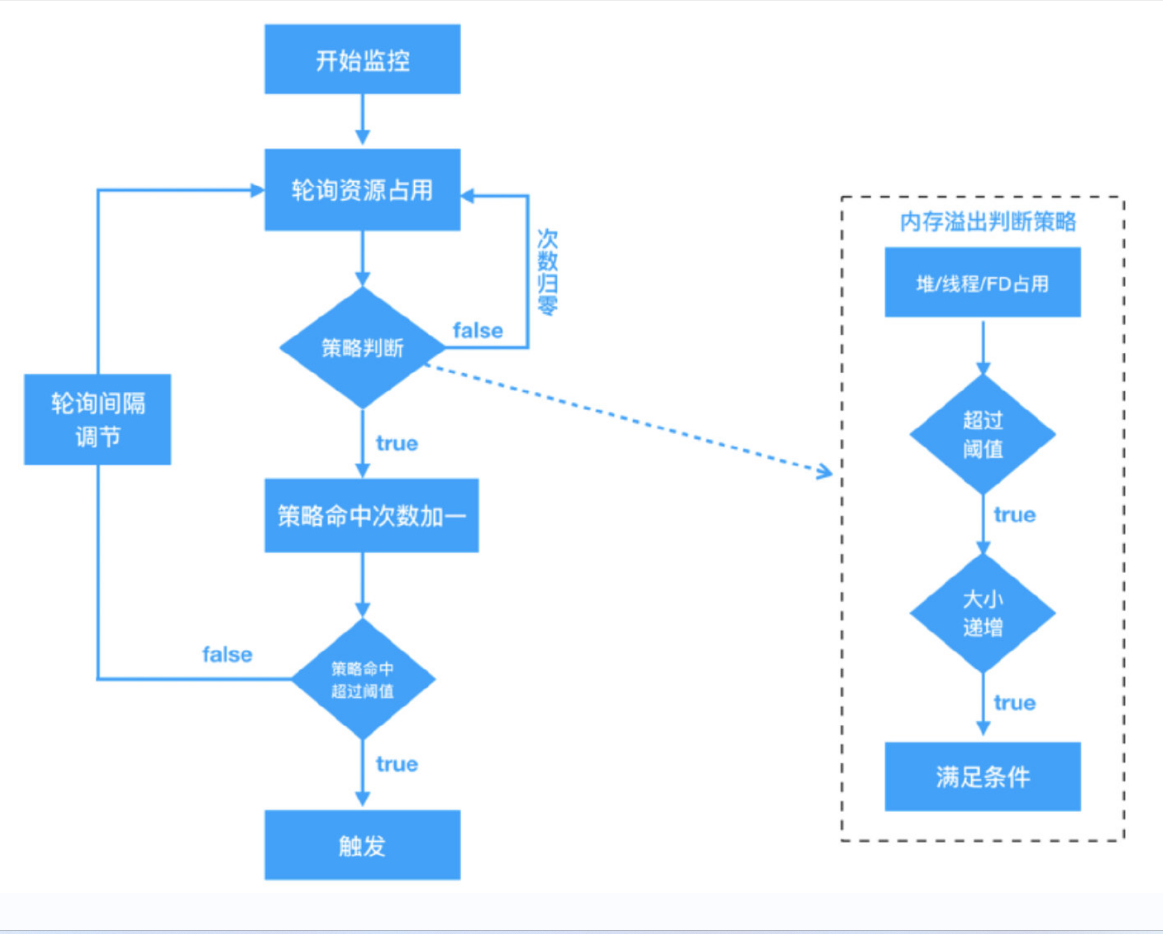 开始监控
轮询资源占用
次数归零
策略判断
false
true
轮询间隔
调节
策略命中次数加一
策略命中
超过阈值
false
true
触发
内存溢出判断策略
堆/线程/FD占用
超过
阈值
true
大小
递增
true
满足条件